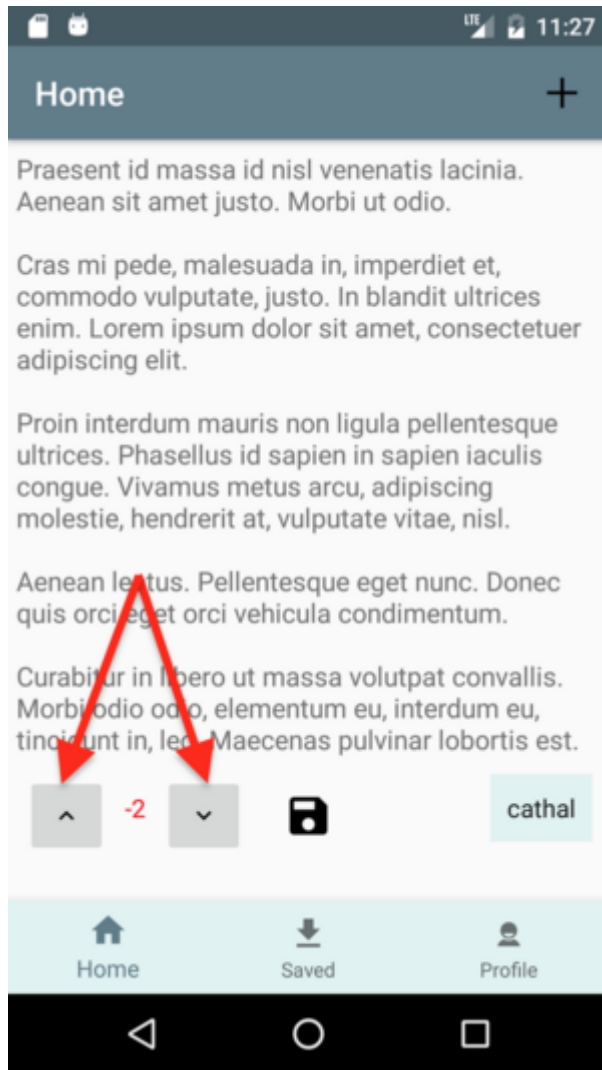 LTE 11:27
Home
Praesent id massa id nisl venenatis lacinia.
Aenean sit amet justo. Morbi ut odio.
Cras mi pede, malesuada in, imperdiet et,
commodo vulputate, justo. In blandit ultrices
enim. Lorem ipsum dolor sit amet, consectetuer
adipiscing elit.
Proin interdum mauris non ligula pellentesque
ultrices. Phasellus id sapien in sapien iaculis
congue. Vivamus metus arcu, adipiscing
molestie, hendrerit at, vulputate vitae, nisl.
Aenean lectus. Pellentesque eget nunc. Donec
quis orci eget orci vehicula condimentum.
Curabitur in libero ut massa volutpat convallis.
Morbi odio odio, elementum eu, interdum eu,
tincidunt in, leo. Maecenas pulvinar lobortis est.
-2 cathal
Home Saved Profile